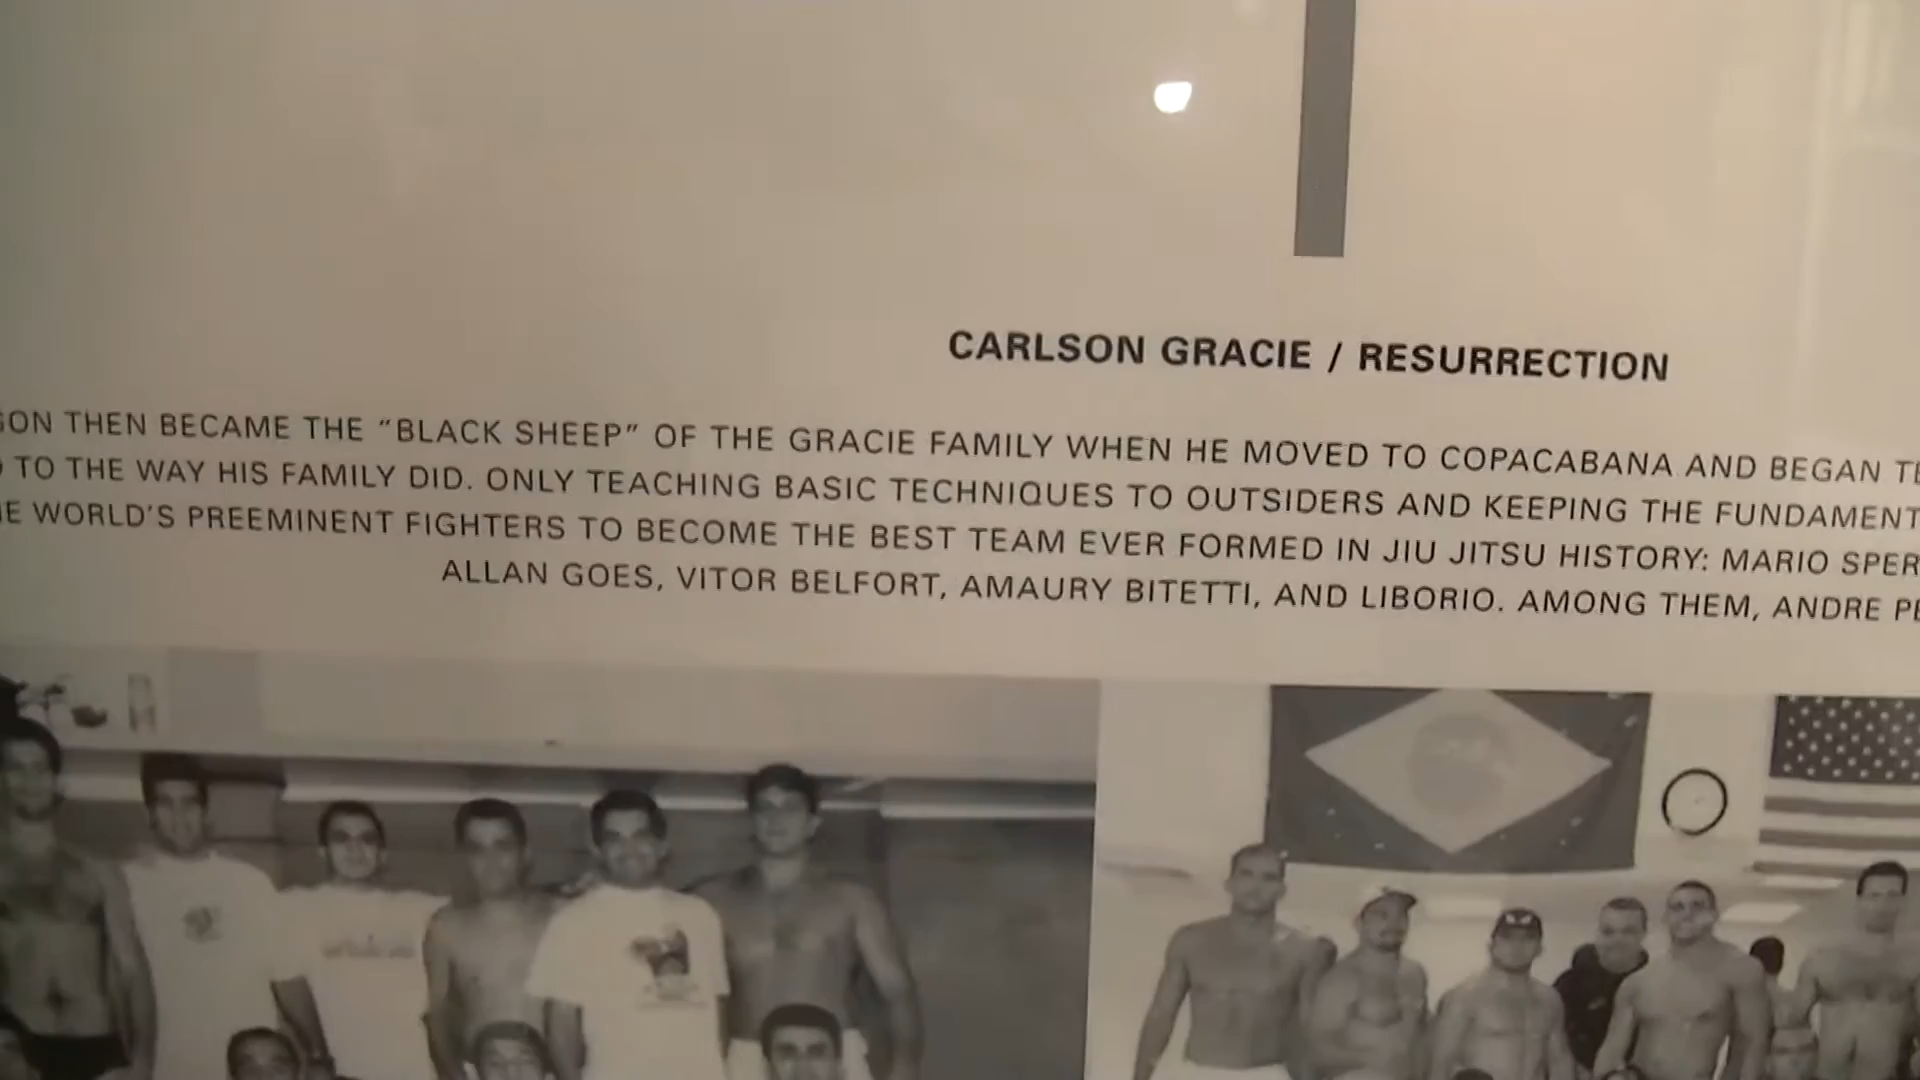 CARLSON GRACIE / RESURRECTION
THEN BECAME THE “BLACK SHEEP” OF THE GRACIE FAMILY WHEN HE MOVED TO COPACABANA AND BEGAN
TO THE WAY HIS FAMILY DID. ONLY TEACHING BASIC TECHNIQUES TO OUTSIDERS AND KEEPING THE FUNDAMENT
WORLD’S PREEMINENT FIGHTERS TO BECOME THE BEST TEAM EVER FORMED IN JIU JITSU HISTORY: MARIO SPER
ALLAN GOES, VITOR BELFORT, AMAURY BITETTI, AND LIBORIO. AMONG THEM, ANDRE